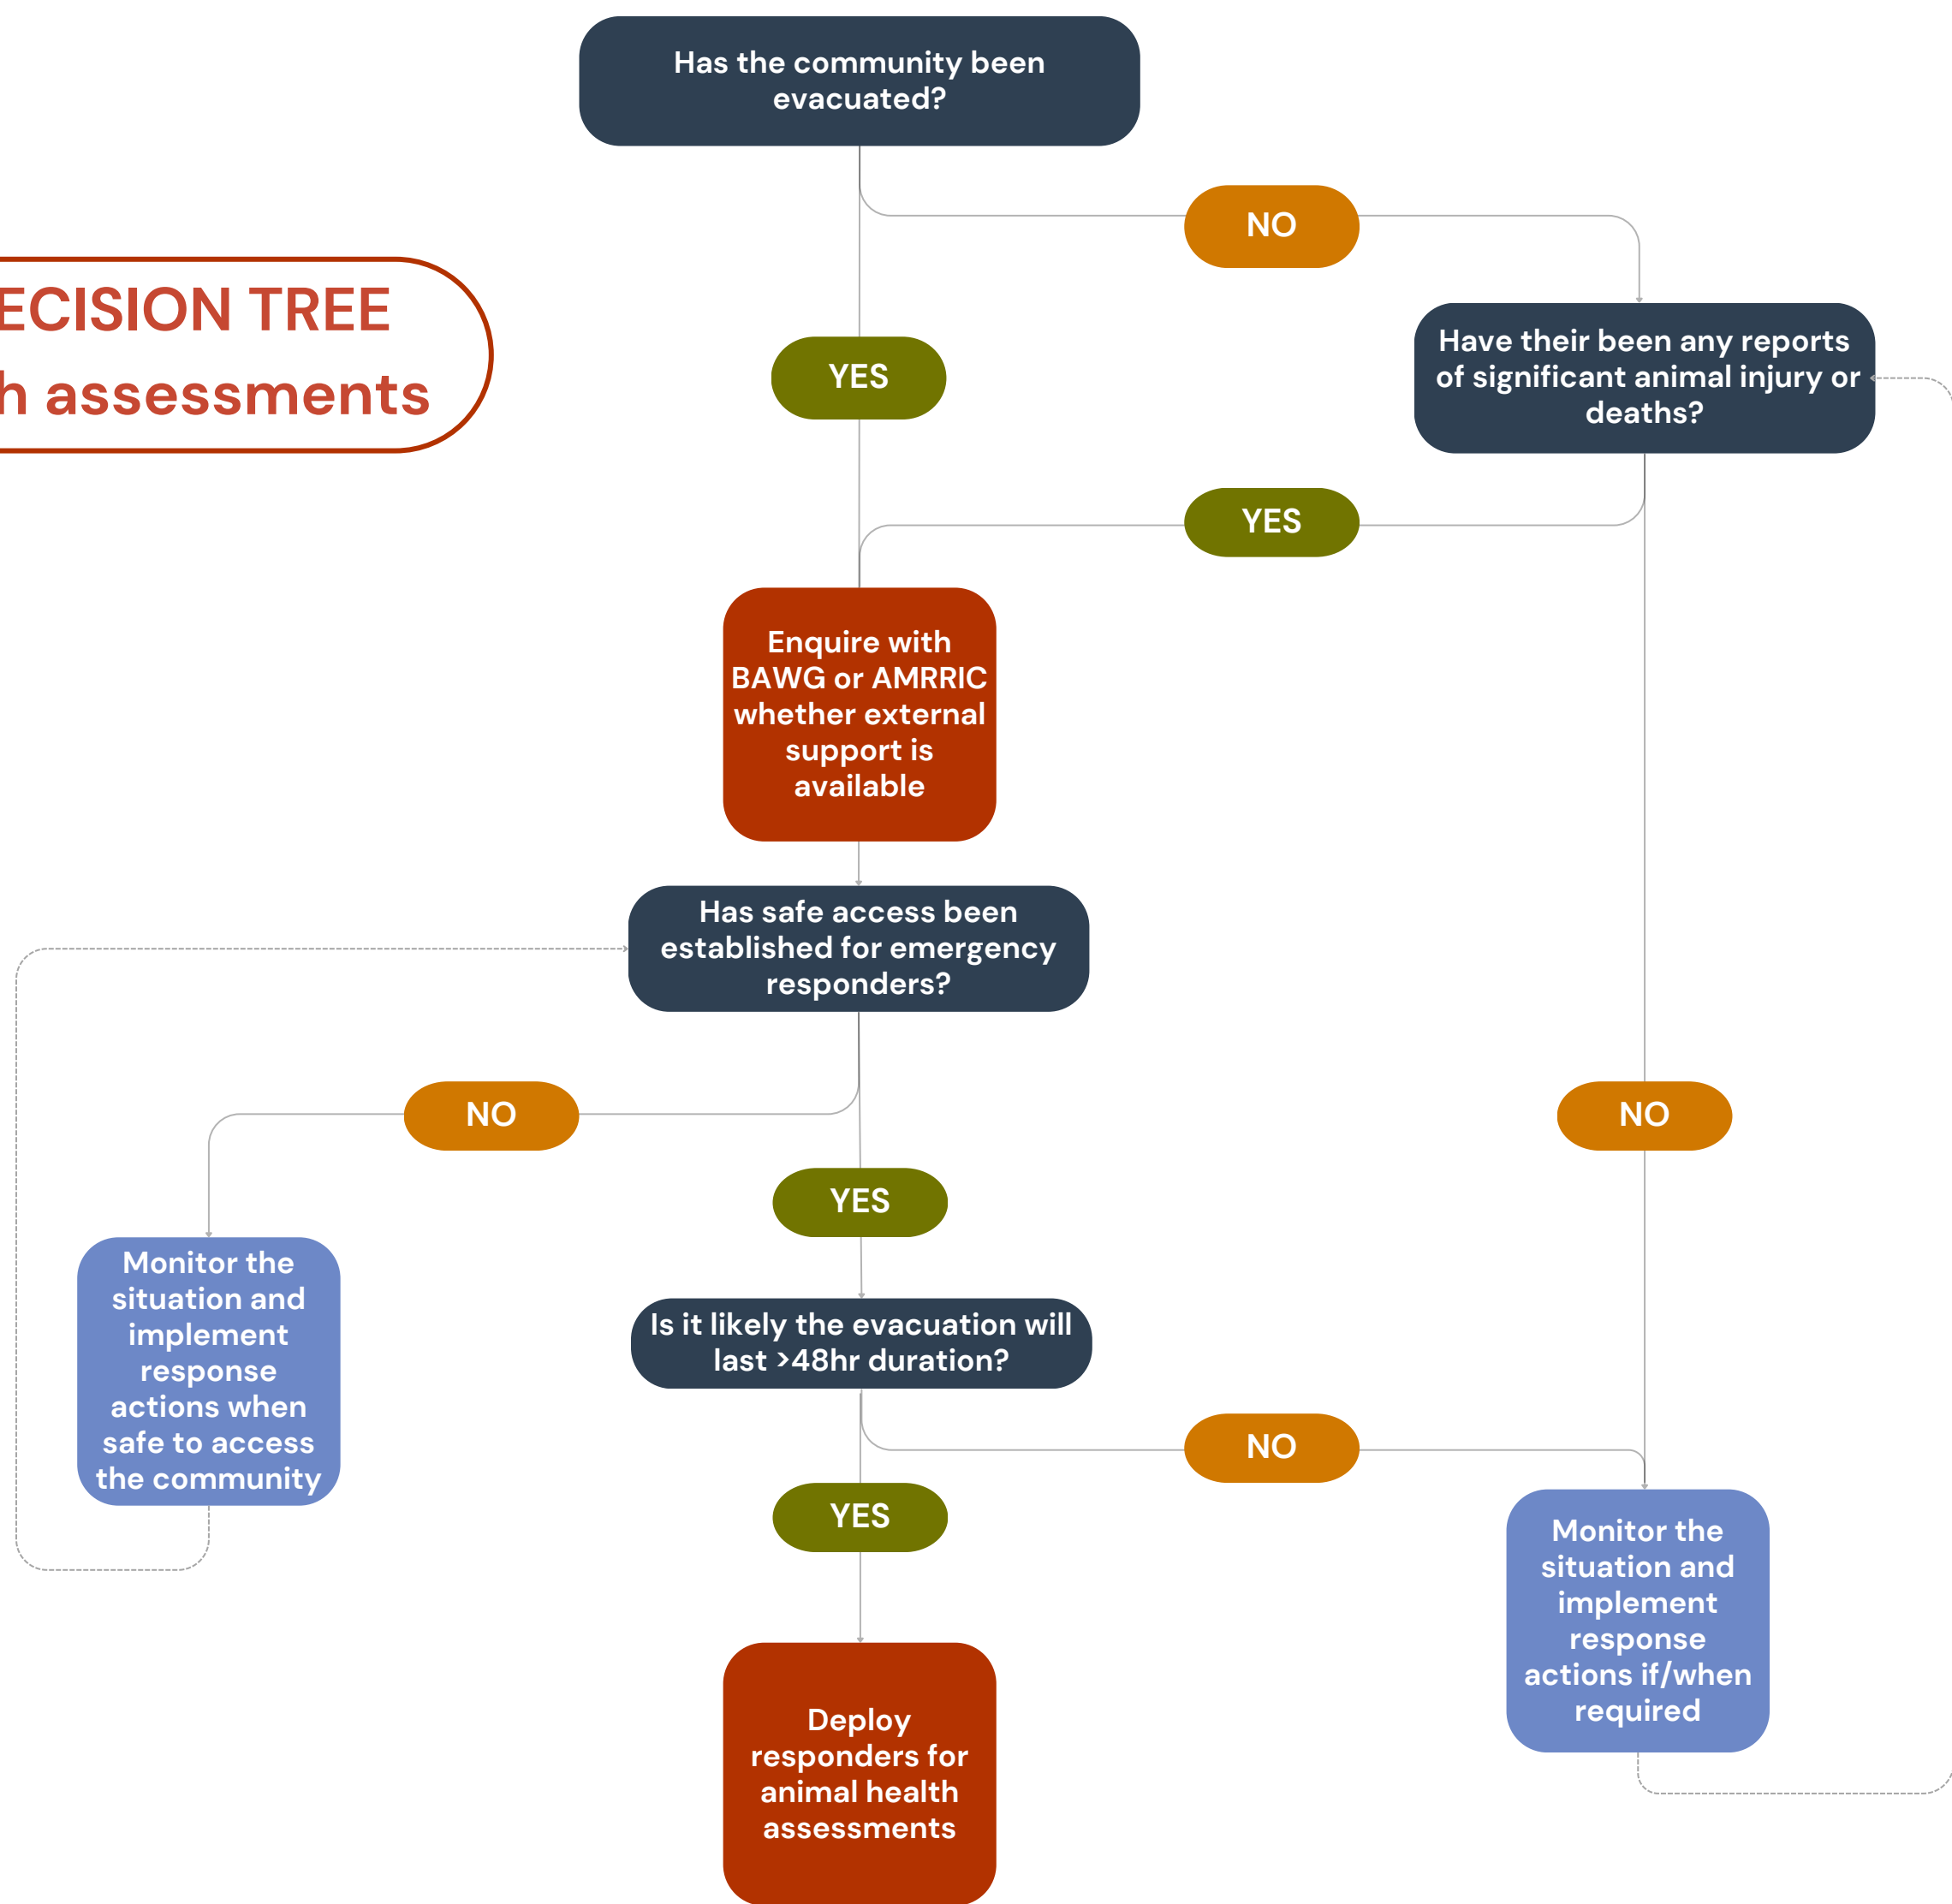 Has the community been
evacuated?
NO
ECISION TREE
h assessments
YES
Have their been any reports
of significant animal injury or
deaths?
YES
Enquire with
BAWG or AMRRIC
whether external
support is
available
Has safe access been
established for emergency
responders?
NO
NO
YES
Monitor the
situation and
implement
response
actions when
safe to access
the community
Is it likely the evacuation will
last >48hr duration?
NO
YES
Monitor the
situation and
implement
response
actions if/when
required
Deploy
responders for
animal health
assessments